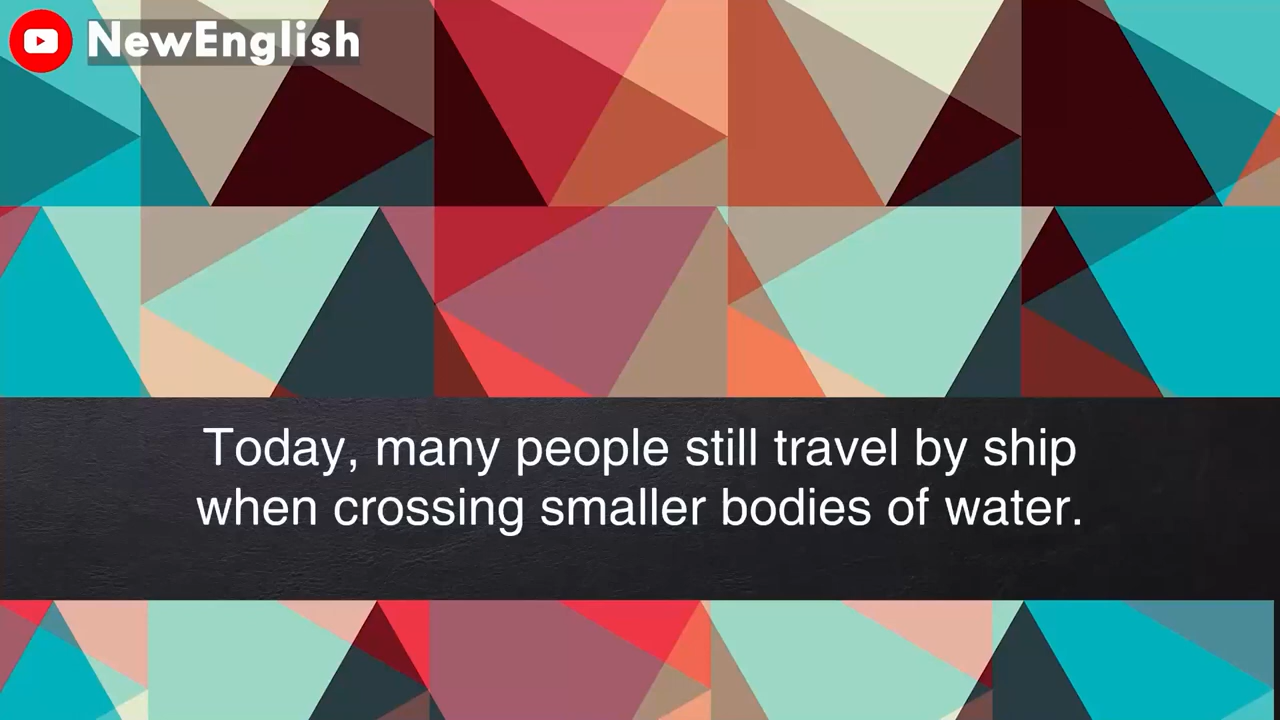 NewEnglish
Today, many people still travel by ship
when crossing smaller bodies of water.